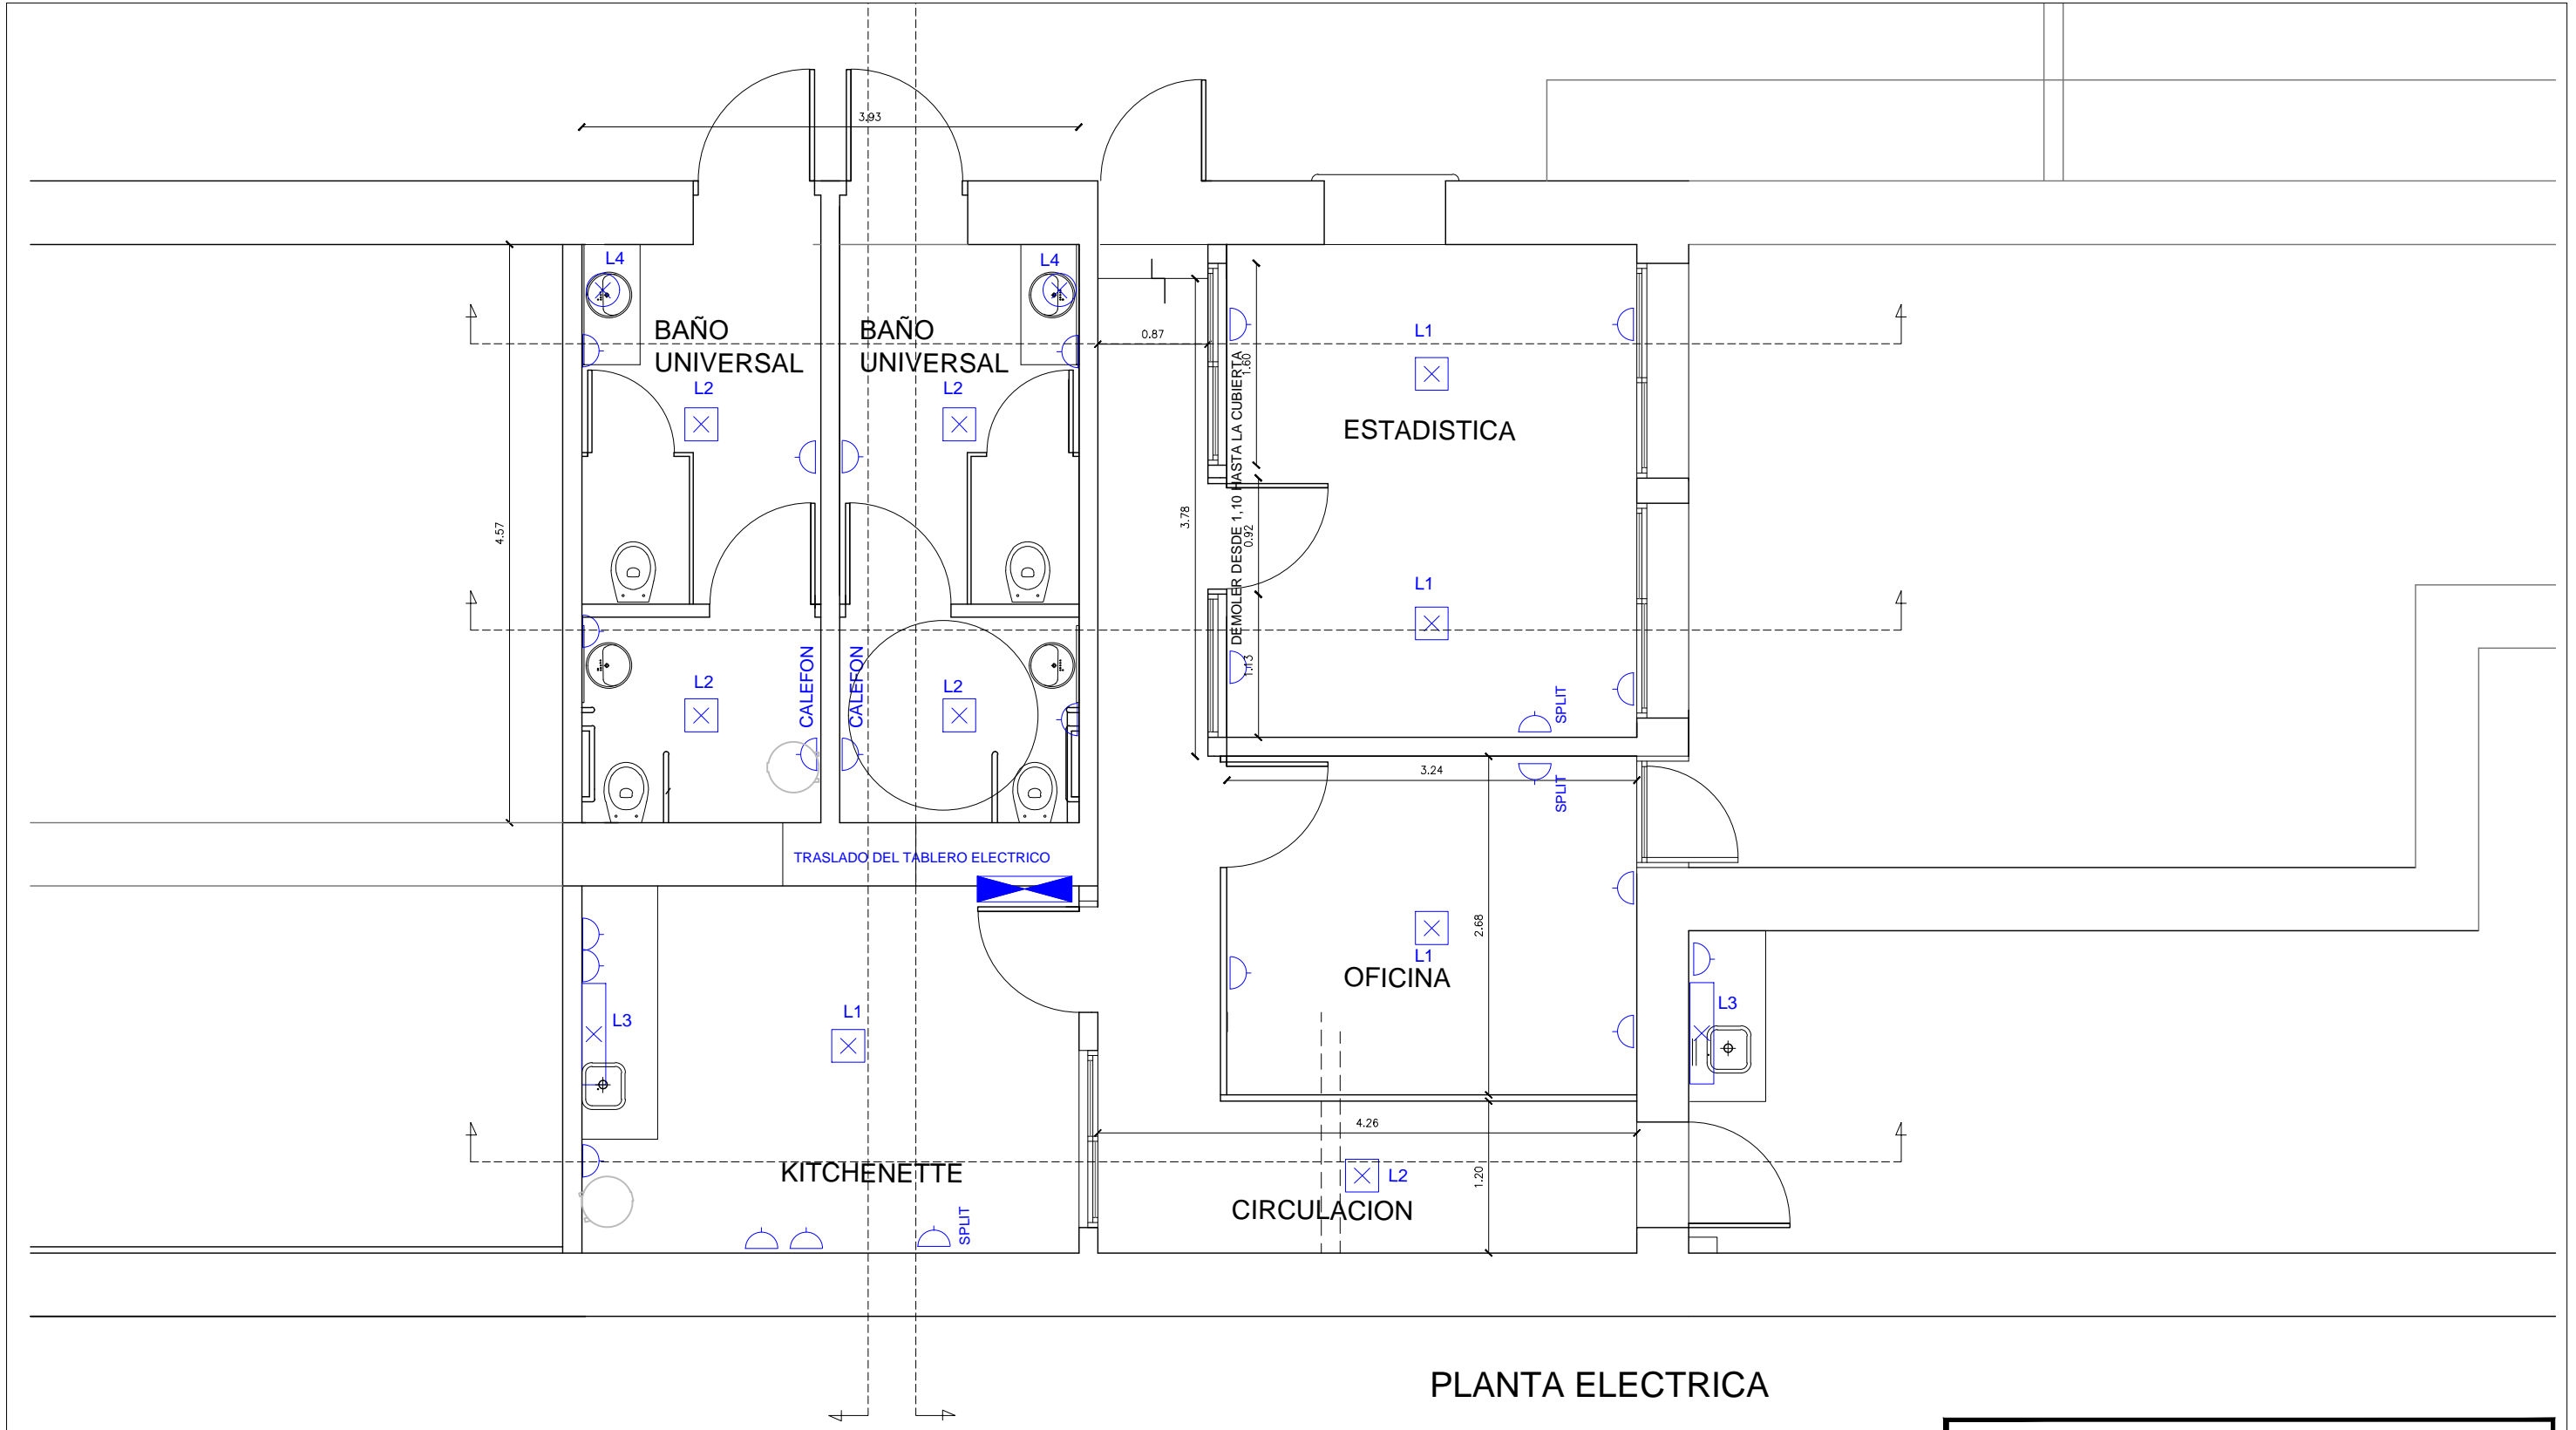 3.93
L4
L4
BAÑO
UNIVERSAL
BAÑO
UNIVERSAL
0.87
1.60
L1
L2
L2
ESTADISTICA
DEMOLER DESDE 1,10 HASTA LA CUBIERTA
4.57
3.78
0.92
L1
L2
CALEFON
CALEFON
L2
1.13
SPLIT
3.24
SPLIT
TRASLADO DEL TABLERO ELECTRICO
2.68
L1
OFICINA
L3
L1
L3
4.26
KITCHENETTE
1.20
L2
CIRCULACION
SPLIT
PLANTA ELECTRICA